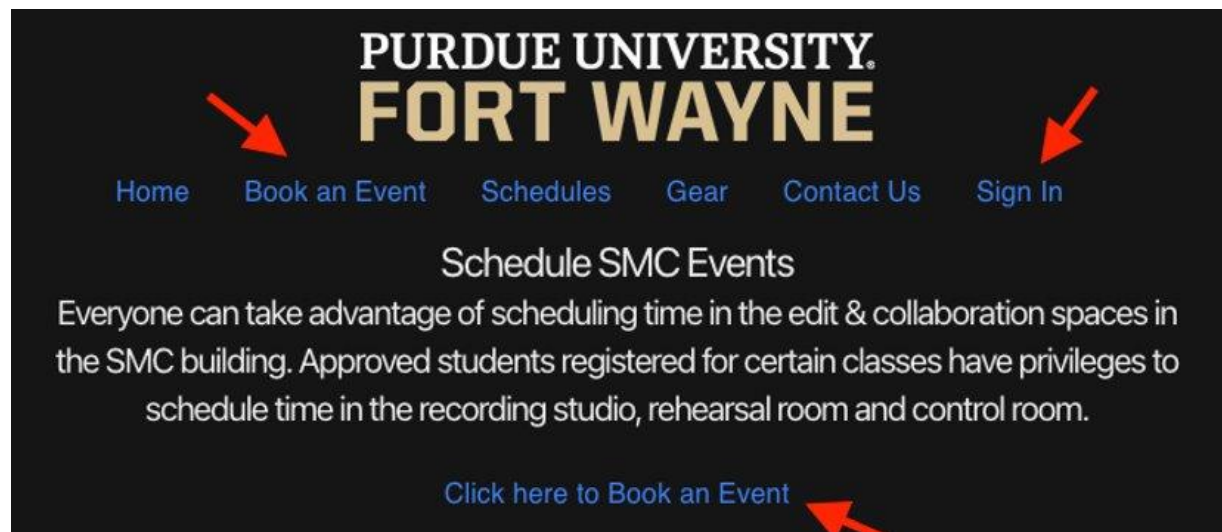 PURDUE UNIVERSITY®
FORT WAYNE
Home Book an Event Schedules Gear Contact Us Sign In
Schedule SMC Events
Everyone can take advantage of scheduling time in the edit & collaboration spaces in
the SMC building. Approved students registered for certain classes have privileges to
schedule time in the recording studio, rehearsal room and control room.
Click here to Book an Event